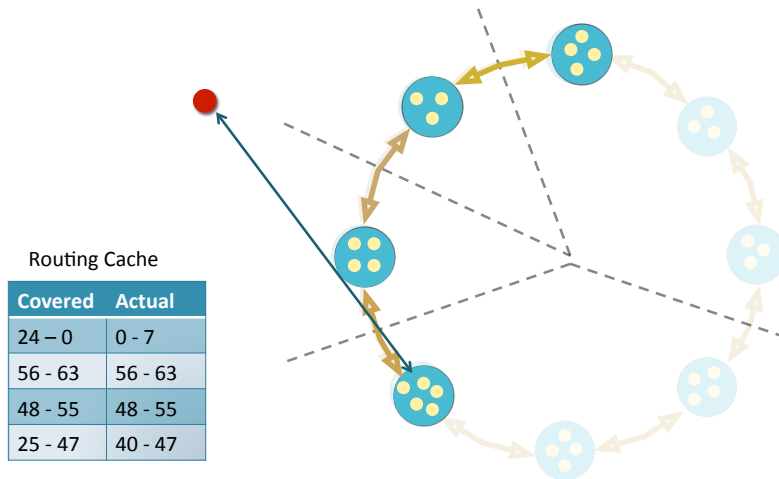 Routing Cache
Covered Actual
24 – 0 0 - 7
56 - 63 56 - 63
48 - 55 48 - 55
25 - 47 40 - 47